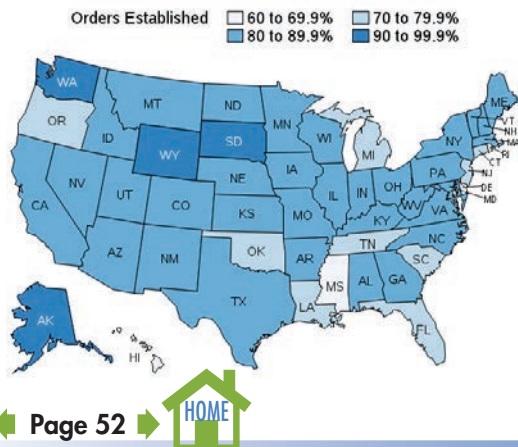 Orders Established 60 to 69.9% 70 to 79.9%
80 to 89.9% 90 to 99.9%
WA
MT
ND
ME
OR
ID
MN
VT
NH
WY
SD
WI
MI
NY
MA
RI
CT
NV
NE
IA
PA
NJ
CA
UT
CO
IL
IN
OH
DE
MD
KS
MO
WV
VA
KY
NC
AZ
NM
OK
AR
TN
SC
TX
LA
MS
AL
GA
FL
AK
HI
Page 52
HOME